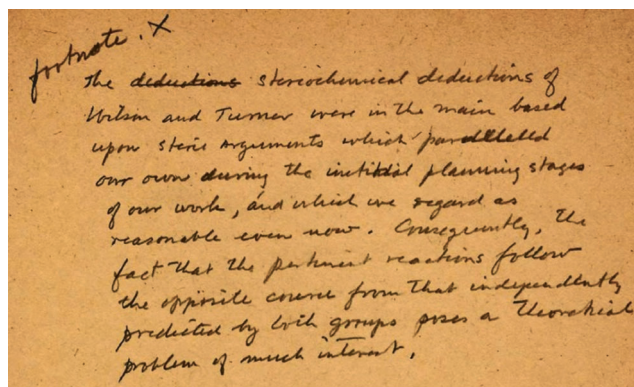 footnote. X
The deductions stereochemical deductions of
Wilson and Turner were in the main based
upon steric arguments which parallelled
our own during the initial planning stages
of our work, and which we regard as
reasonable even now. Consequently, the
fact that the pertinent reactions follow
the opposite course from that independently
predicted by both groups poses a theoretical
problem of much interest.